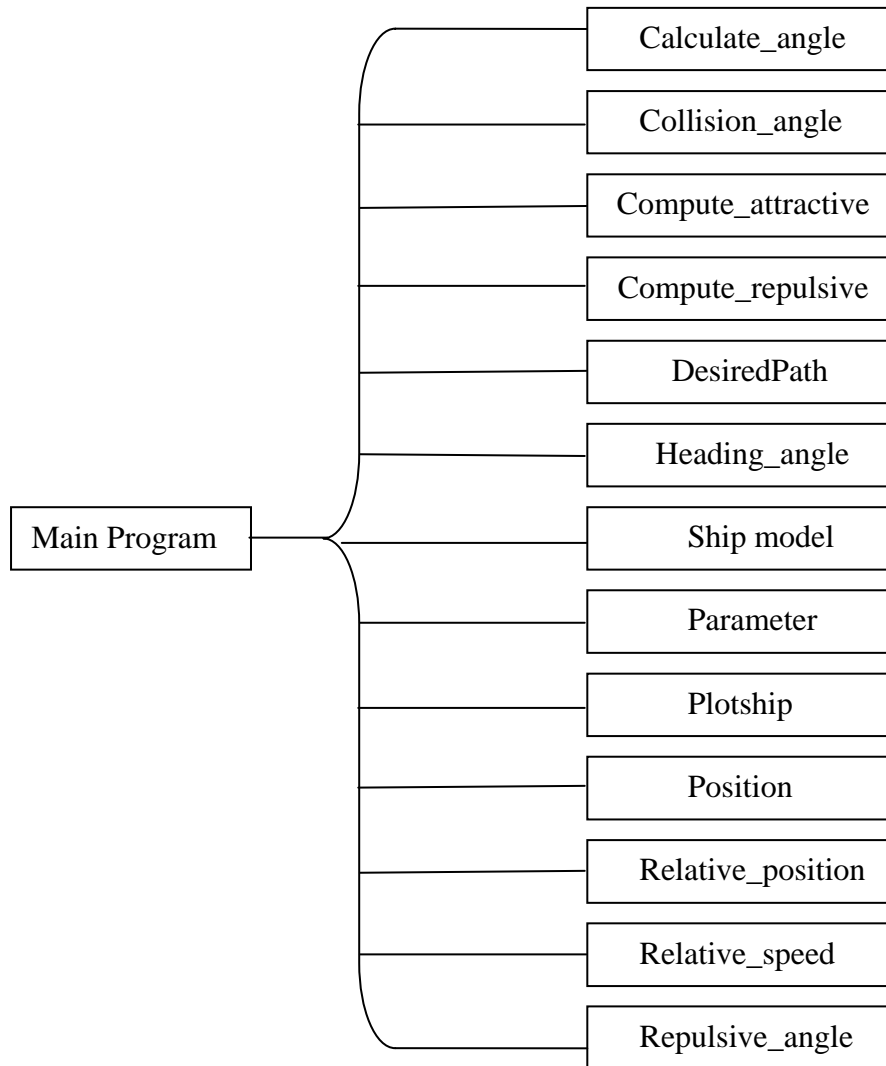 Calculate_angle
Collision_angle
Compute_attractive
Compute_repulsive
DesiredPath
Heading_angle
Main Program
Ship model
Parameter
Plotship
Position
Relative_position
Relative_speed
Repulsive_angle